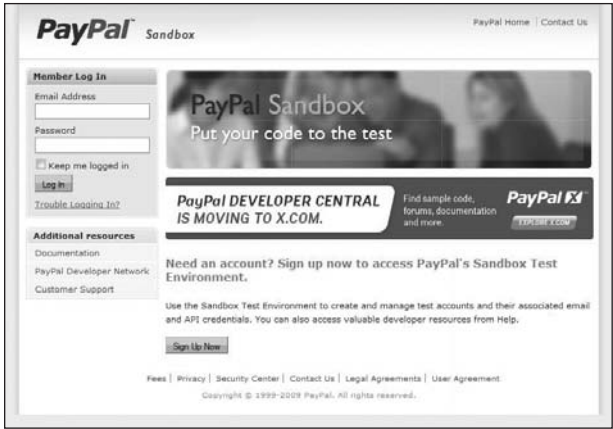 PayPal Sandbox
PayPal Home | Contact Us
Member Log In
Email Address
Password
Keep me logged in
Log In
Trouble Logging In?
Additional resources
Documentation
PayPal Developer Network
Customer Support
PayPal Sandbox
Put your code to the test
PayPal DEVELOPER CENTRAL
IS MOVING TO X.COM.
Find sample code,
forums, documentation
and more.
PayPal X
EXPLORE X.COM
Need an account? Sign up now to access PayPal's Sandbox Test
Environment.
Use the Sandbox Test Environment to create and manage test accounts and their associated email
and API credentials. You can also access valuable developer resources from Help.
Sign Up Now
Fees | Privacy | Security Center | Contact Us | Legal Agreements | User Agreement
Copyright © 1999-2009 PayPal. All rights reserved.